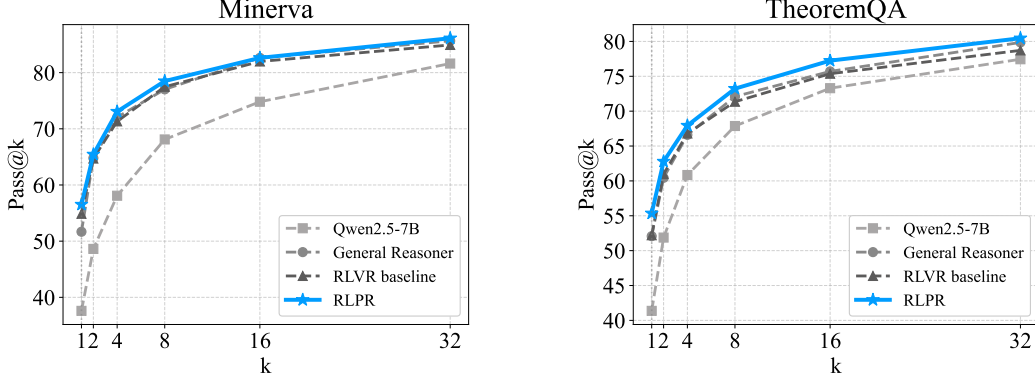 Minerva
Pass@k
80
70
60
50
40
Qwen2.5-7B
General Reasoner
RLVR baseline
RLPR
1 2 4 8 16 32
k
TheoremQA
Pass@k
80
75
70
65
60
55
50
45
40
Qwen2.5-7B
General Reasoner
RLVR baseline
RLPR
1 2 4 8 16 32
k